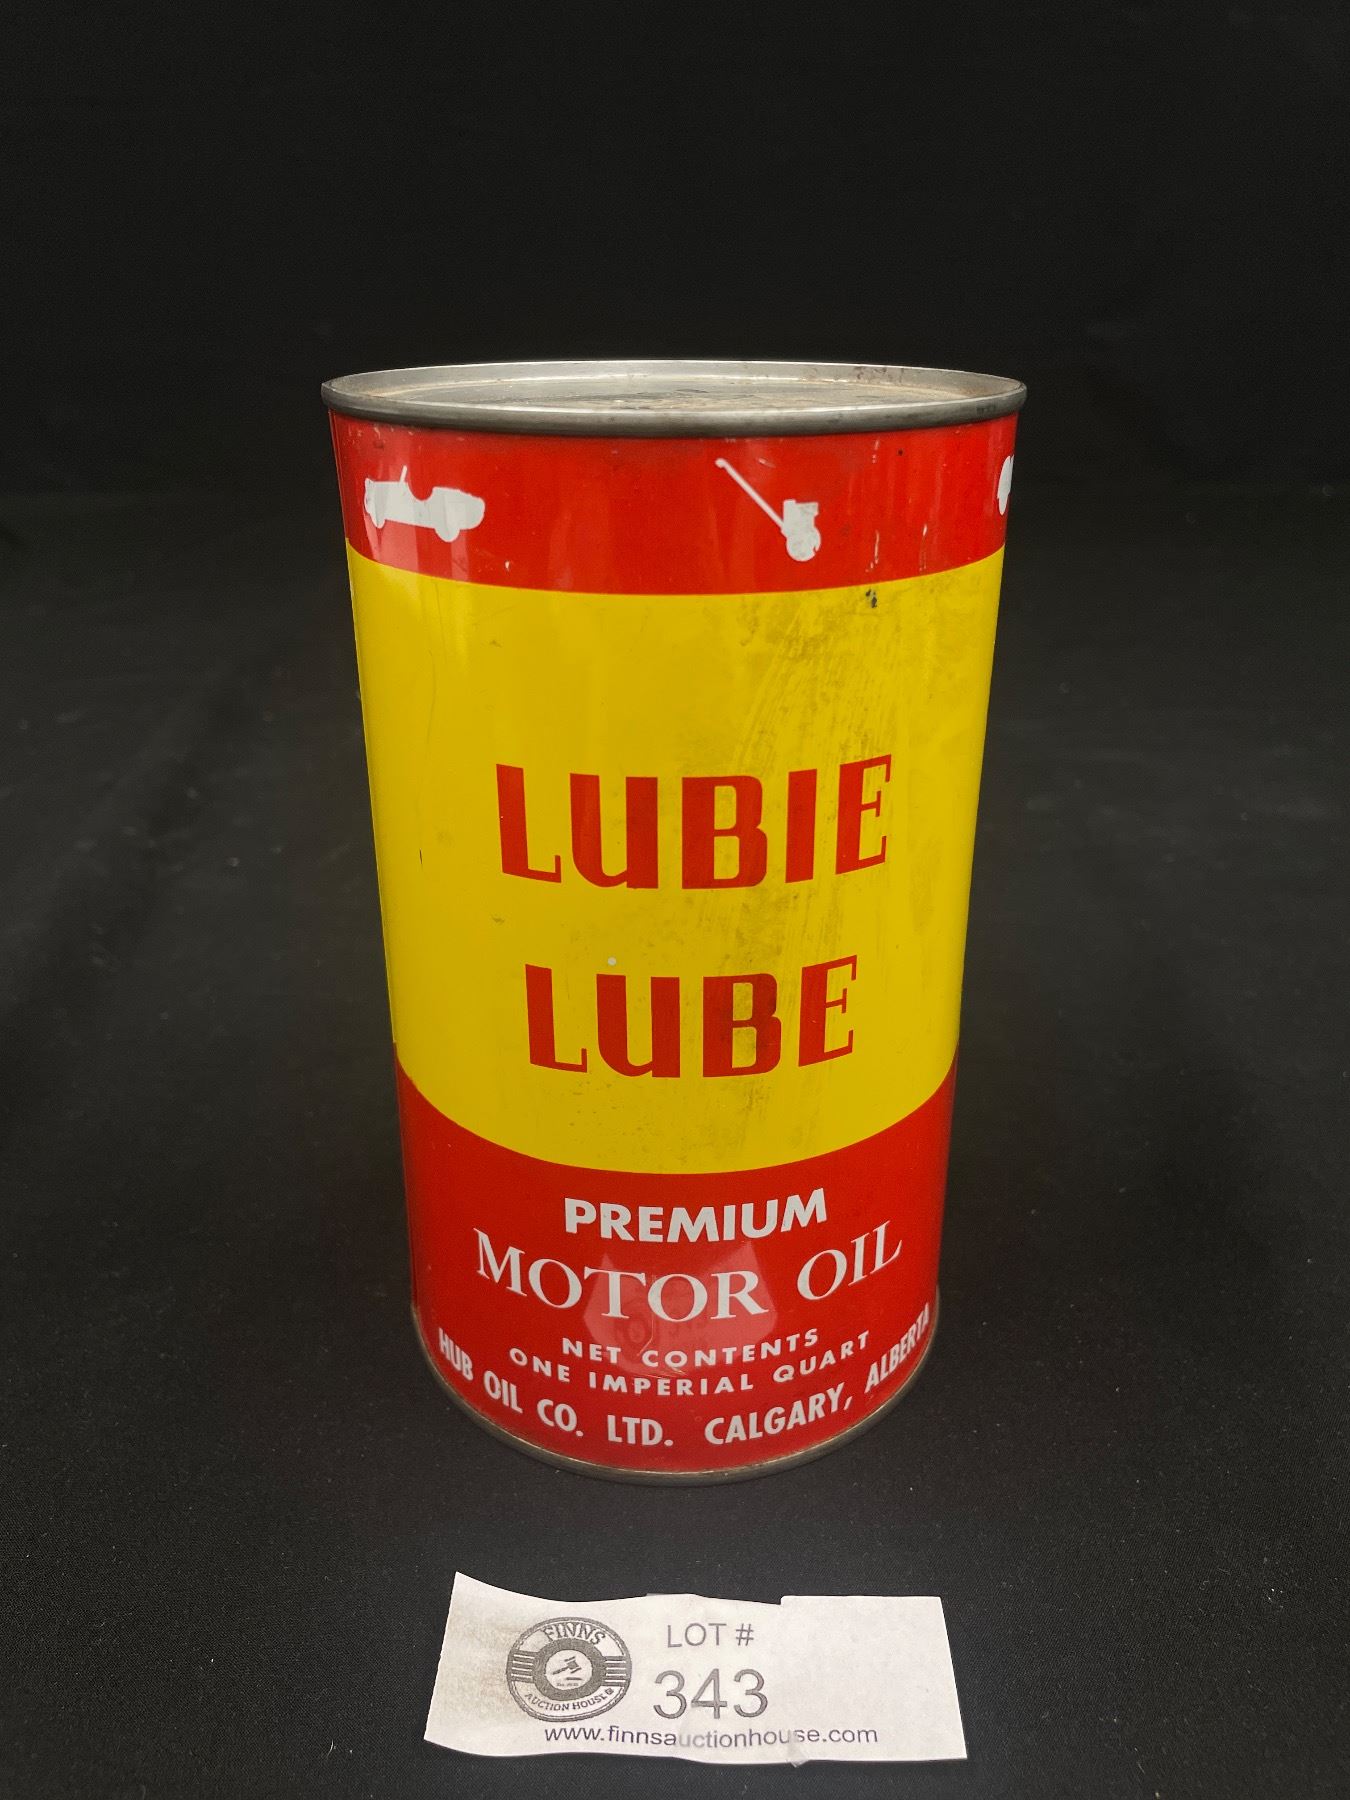 LUBIE
LUBE
PREMIUM
MOTOR OIL
NET CONTENTS
ONE IMPERIAL QUART
HUB OIL CO. LTD. CALGARY, ALBERTA
FINNS
AUCTION HOUSE
LOT #
343
www.finnsauctionhouse.com